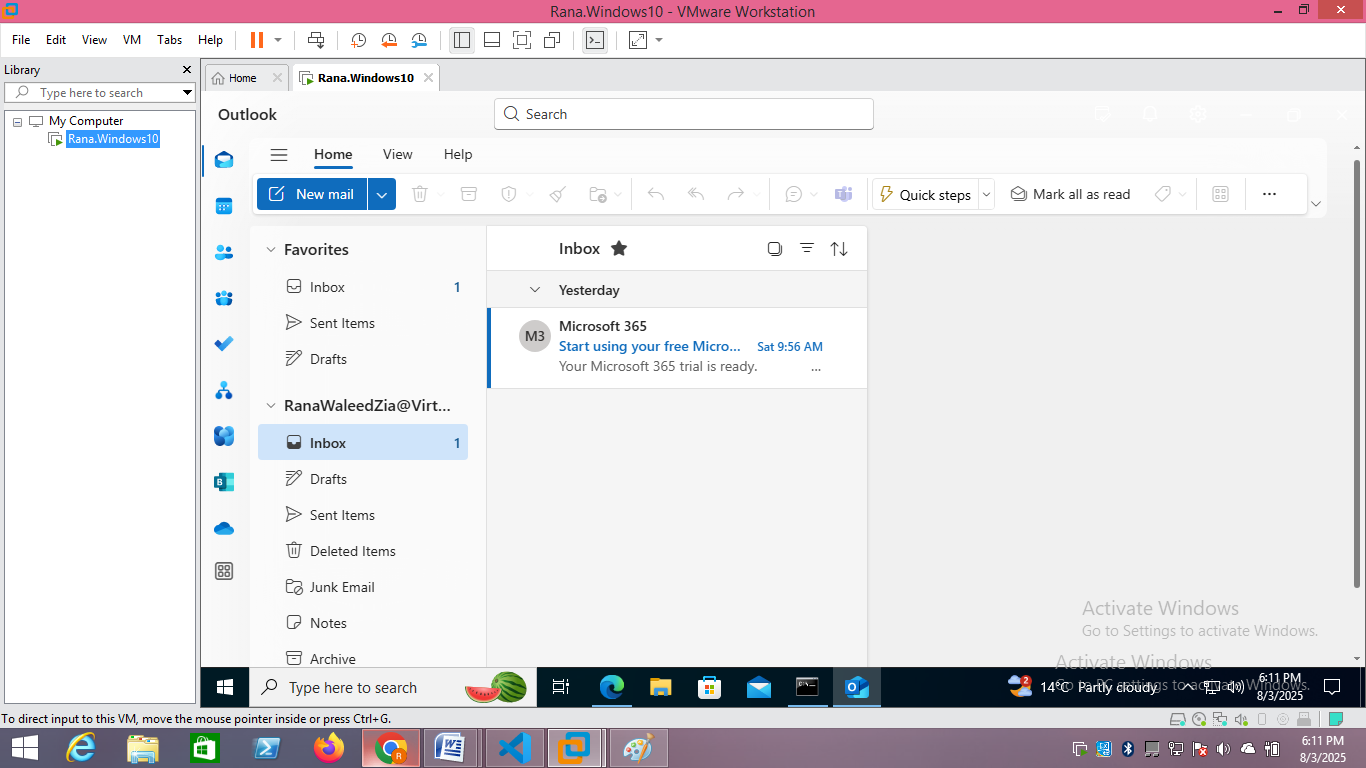 Rana.Windows10 - VMware Workstation
File Edit View VM Tabs Help
Library
Type here to search
My Computer
Rana.Windows10
Home
Rana.Windows10
Outlook
Search
Home View Help
New mail
Quick steps
Mark all as read
Favorites
Inbox 1
Sent Items
Drafts
RanaWaleedZia@Virt...
Inbox 1
Drafts
Sent Items
Deleted Items
Junk Email
Notes
Archive
Inbox
Yesterday
M3
Microsoft 365
Start using your free Micro... Sat 9:56 AM
Your Microsoft 365 trial is ready. ...
Activate Windows
Go to Settings to activate Windows.
Activate Windows
Go to PC settings to activate Windows.
Type here to search
2
14°C Partly cloudy
6:11 PM
8/3/2025
To direct input to this VM, move the mouse pointer inside or press Ctrl+G.
6:11 PM
8/3/2025